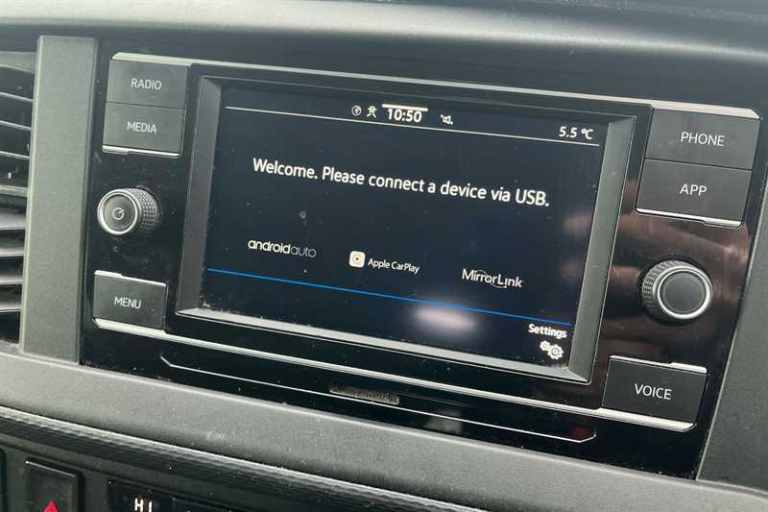 RADIO
MEDIA
10:50
5.5 °C
PHONE
APP
Welcome. Please connect a device via USB.
androidauto
Apple CarPlay
MirrorLink
MENU
Settings
VOICE
HI